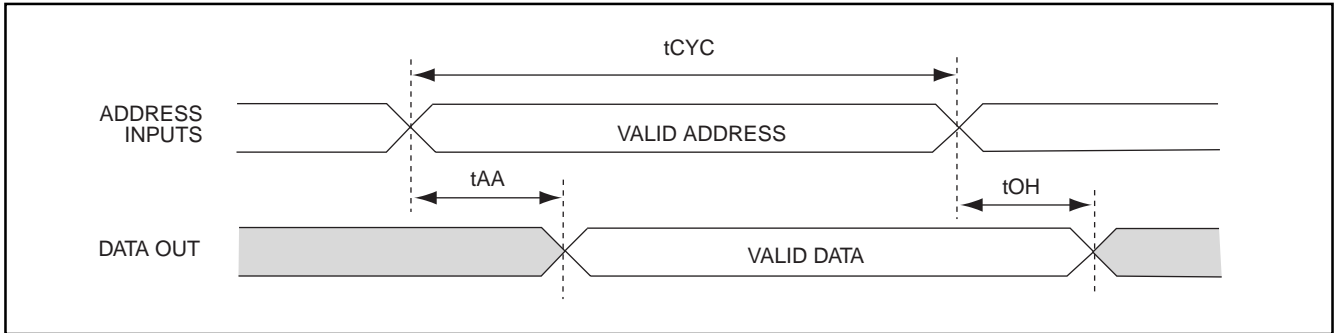 tCYC
ADDRESS
INPUTS
VALID ADDRESS
tAA
tOH
DATA OUT
VALID DATA